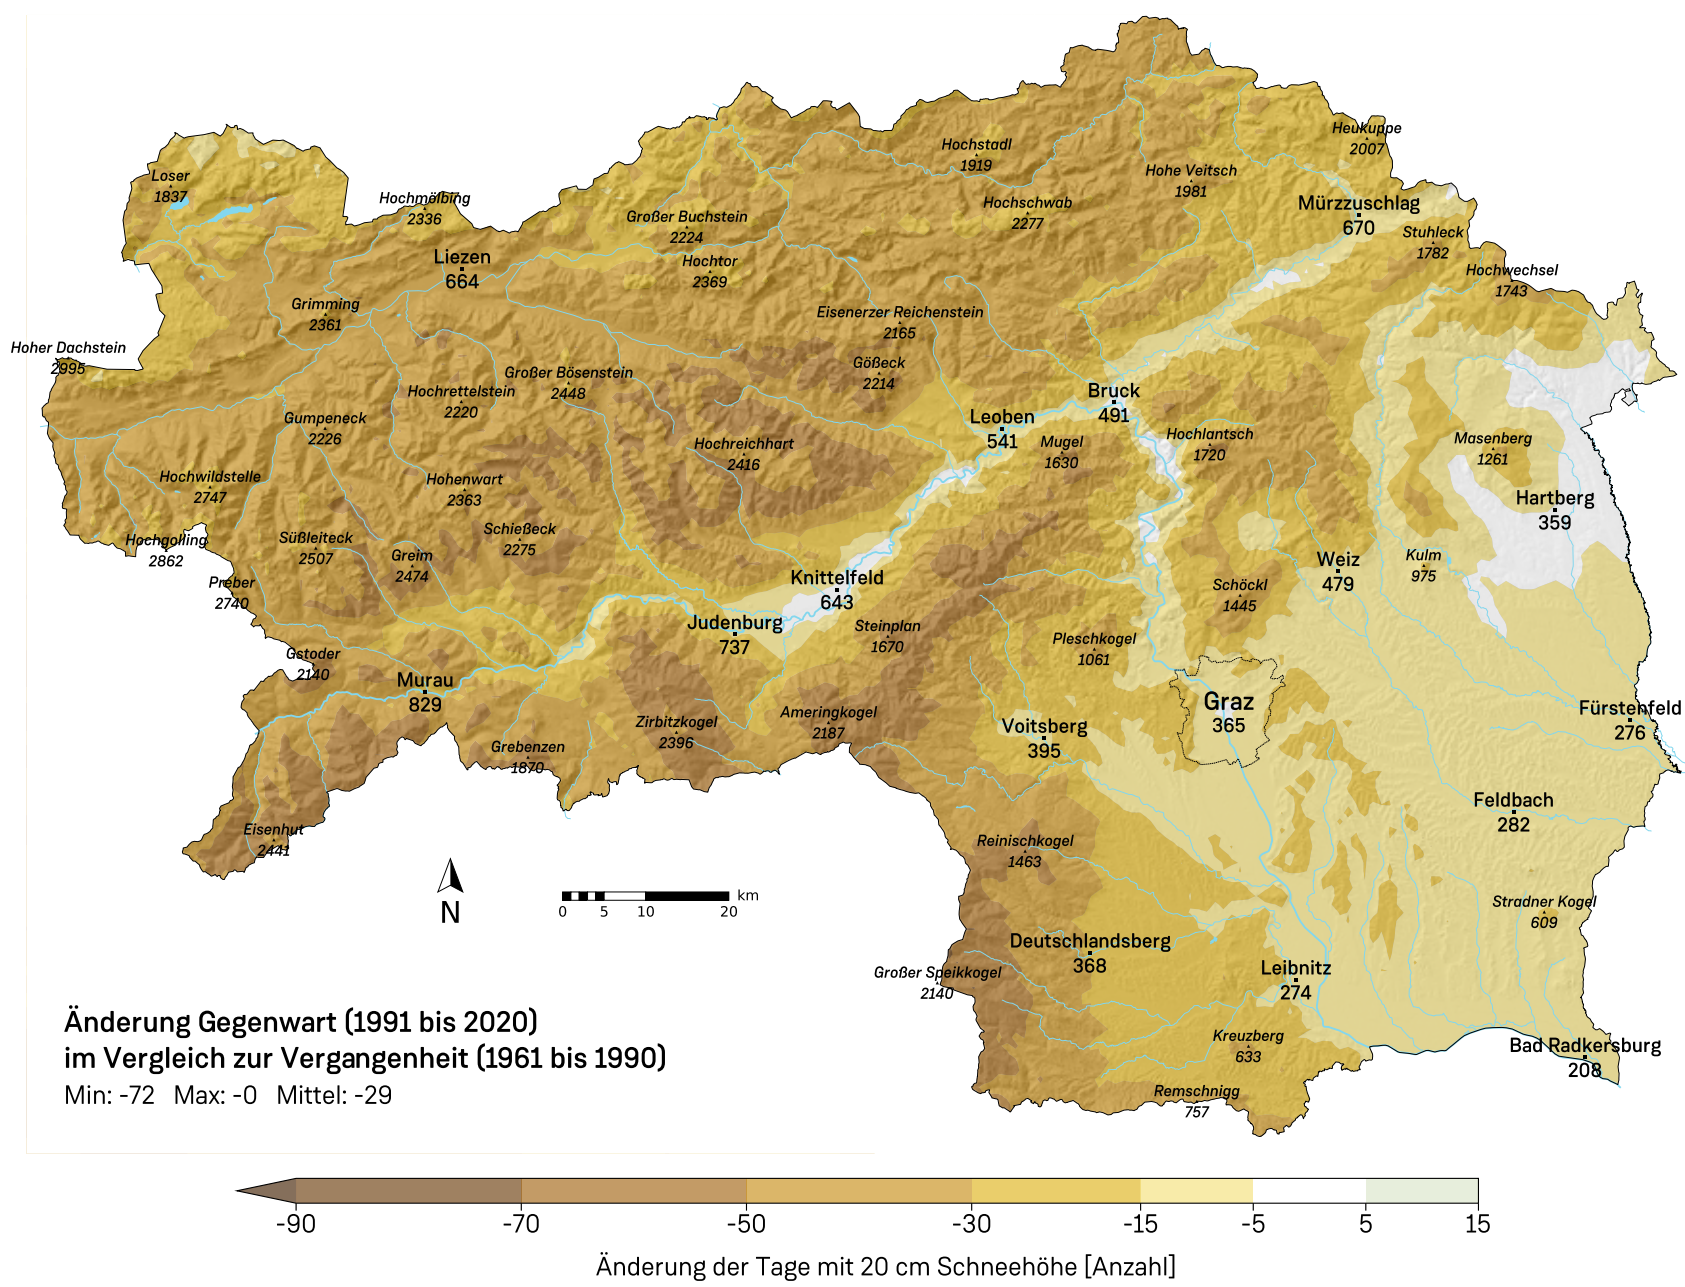 Heukuppe
2007
Hochstadl
1919
Hohe Veitsch
1981
Loser
1837
Hochmölbing
2336
Hochschwab
2277
Mürzzuschlag
670
Großer Buchstein
2224
Stuhleck
1782
Liezen
664
Hochtor
2369
Hochwechsel
1743
Grimming
2361
Eisenerzer Reichenstein
2165
Hoher Dachstein
2995
Gößeck
2214
Großer Bösenstein
2448
Hochrettelstein
2220
Bruck
491
Gumpeneck
2226
Leoben
541
Hochreichhart
2416
Mugel
1630
Hochlantsch
1720
Masenberg
1261
Hochwildstelle
2747
Hohenwart
2363
Hartberg
359
Schießeck
2275
Hochgolling
2862
Süßleiteck
2507
Greim
2474
Weiz
479
Kulm
975
Preber
2740
Knittelfeld
643
Schöckl
1445
Judenburg
737
Steinplan
1670
Pleschkogel
1061
Gstoder
2140
Murau
829
Graz
365
Zirbitzkogel
2396
Ameringkogel
2187
Voitsberg
395
Fürstenfeld
276
Grebenzen
1870
Feldbach
282
Eisenhut
2441
Reinischkogel
1463
N
km
0 5 10 20
Stradner Kogel
609
Deutschlandsberg
368
Großer Speikkogel
2140
Leibnitz
274
Kreuzberg
633
Bad Radkersburg
208
Remschnigg
757
Änderung Gegenwart (1991 bis 2020)
im Vergleich zur Vergangenheit (1961 bis 1990)
Min: -72 Max: -0 Mittel: -29
-90 -70 -50 -30 -15 -5 5 15
Änderung der Tage mit 20 cm Schneehöhe [Anzahl]